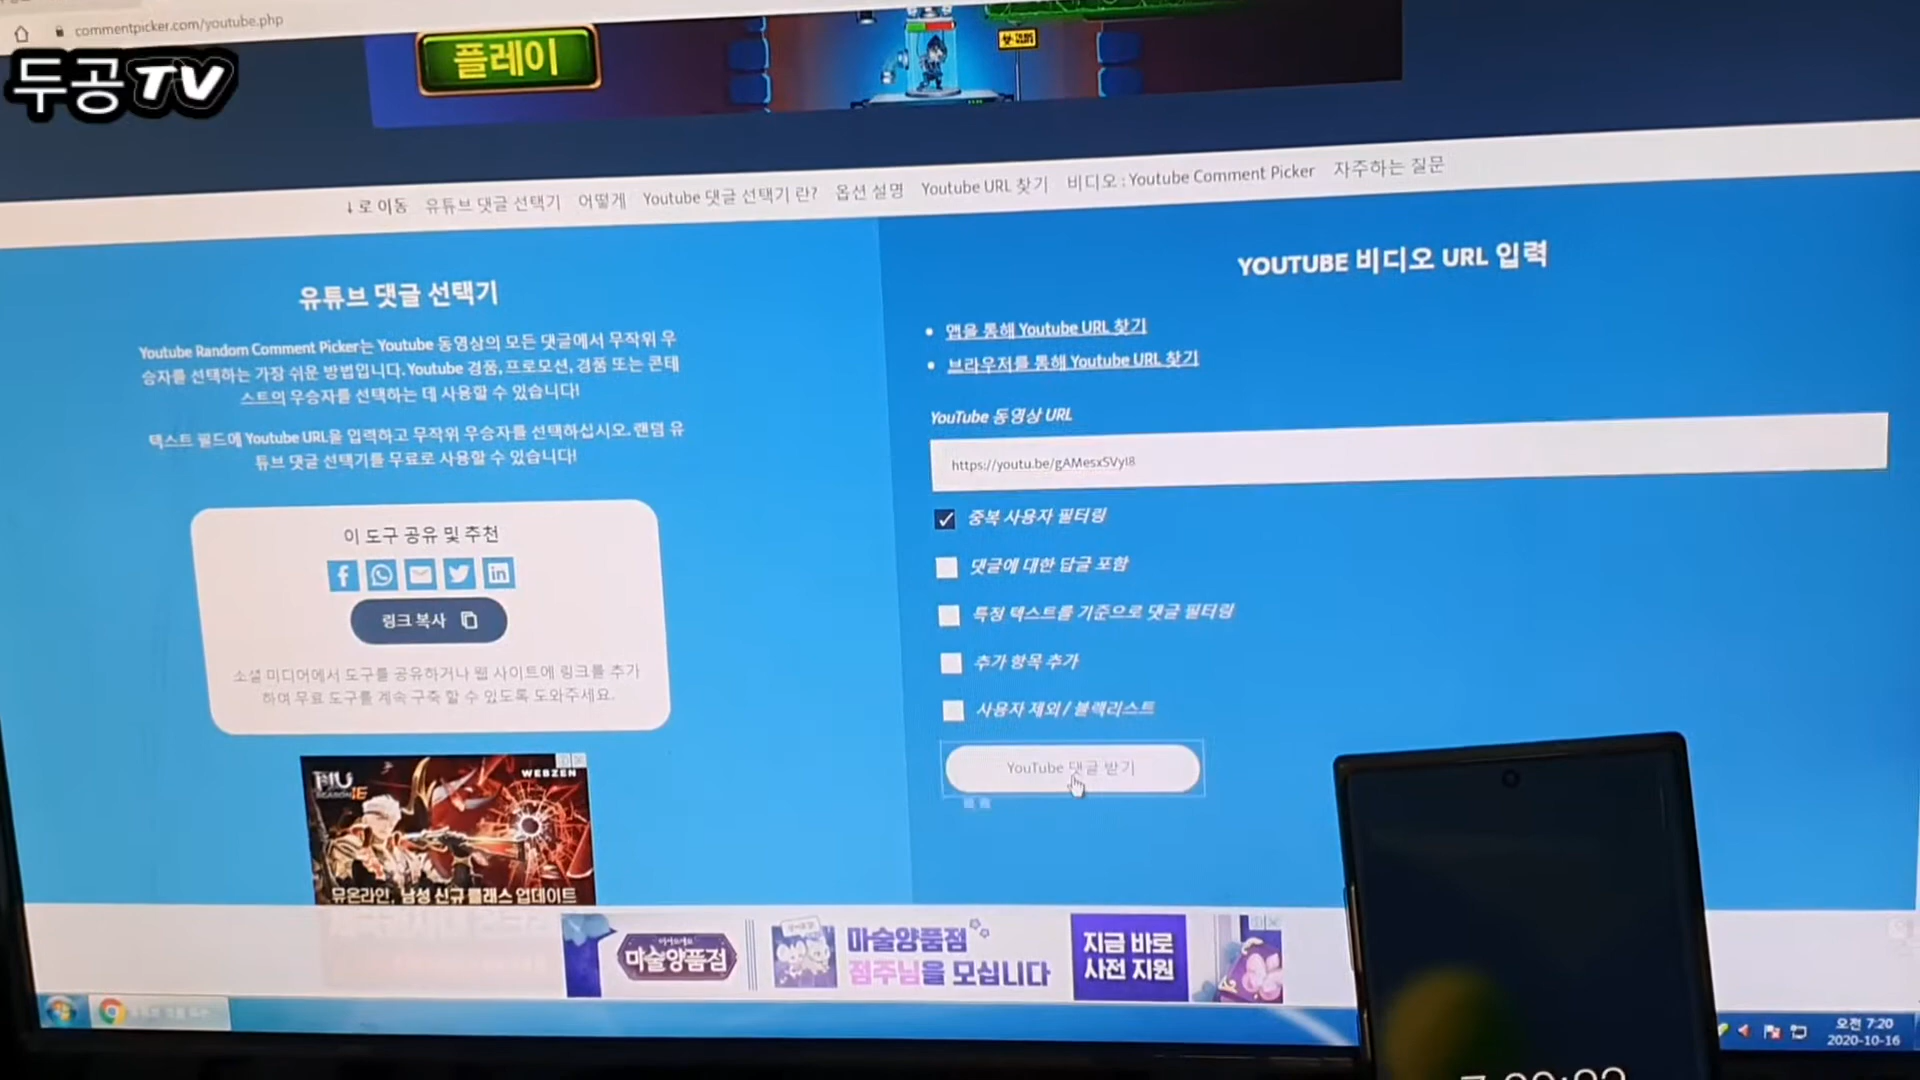 commentpicker.com/youtube.php
두공TV
플레이
↓로 이동 유튜브 댓글 선택기 어떻게 Youtube 댓글 선택기 란? 옵션 설명 Youtube URL 찾기 비디오 : Youtube Comment Picker 자주하는 질문
유튜브 댓글 선택기
Youtube Random Comment Picker는 Youtube 동영상의 모든 댓글에서 무작위 우
승자를 선택하는 가장 쉬운 방법입니다. Youtube 경품, 프로모션, 경품 또는 콘테
스트의 우승자를 선택하는 데 사용할 수 있습니다!
텍스트 필드에 Youtube URL을 입력하고 무작위 우승자를 선택하십시오. 랜덤 유
튜브 댓글 선택기를 무료로 사용할 수 있습니다!
이 도구 공유 및 추천
링크 복사
소셜 미디어에서 도구를 공유하거나 웹 사이트에 링크를 추가
하여 무료 도구를 계속 구축 할 수 있도록 도와주세요.
MU
WEBZEN
뮤온라인, 남성 신규 클래스 업데이트
YOUTUBE 비디오 URL 입력
앱을 통해 Youtube URL 찾기
브라우저를 통해 Youtube URL 찾기
YouTube 동영상 URL
https://youtu.be/gAMesxSVyI8
중복 사용자 필터링
댓글에 대한 답글 포함
특정 텍스트를 기준으로 댓글 필터링
추가 항목 추가
사용자 제외 / 블랙리스트
YouTube 댓글 받기
마술양품점
마술양품점
점주님을 모십니다
지금 바로
사전 지원
오전 7:20
2020-10-16